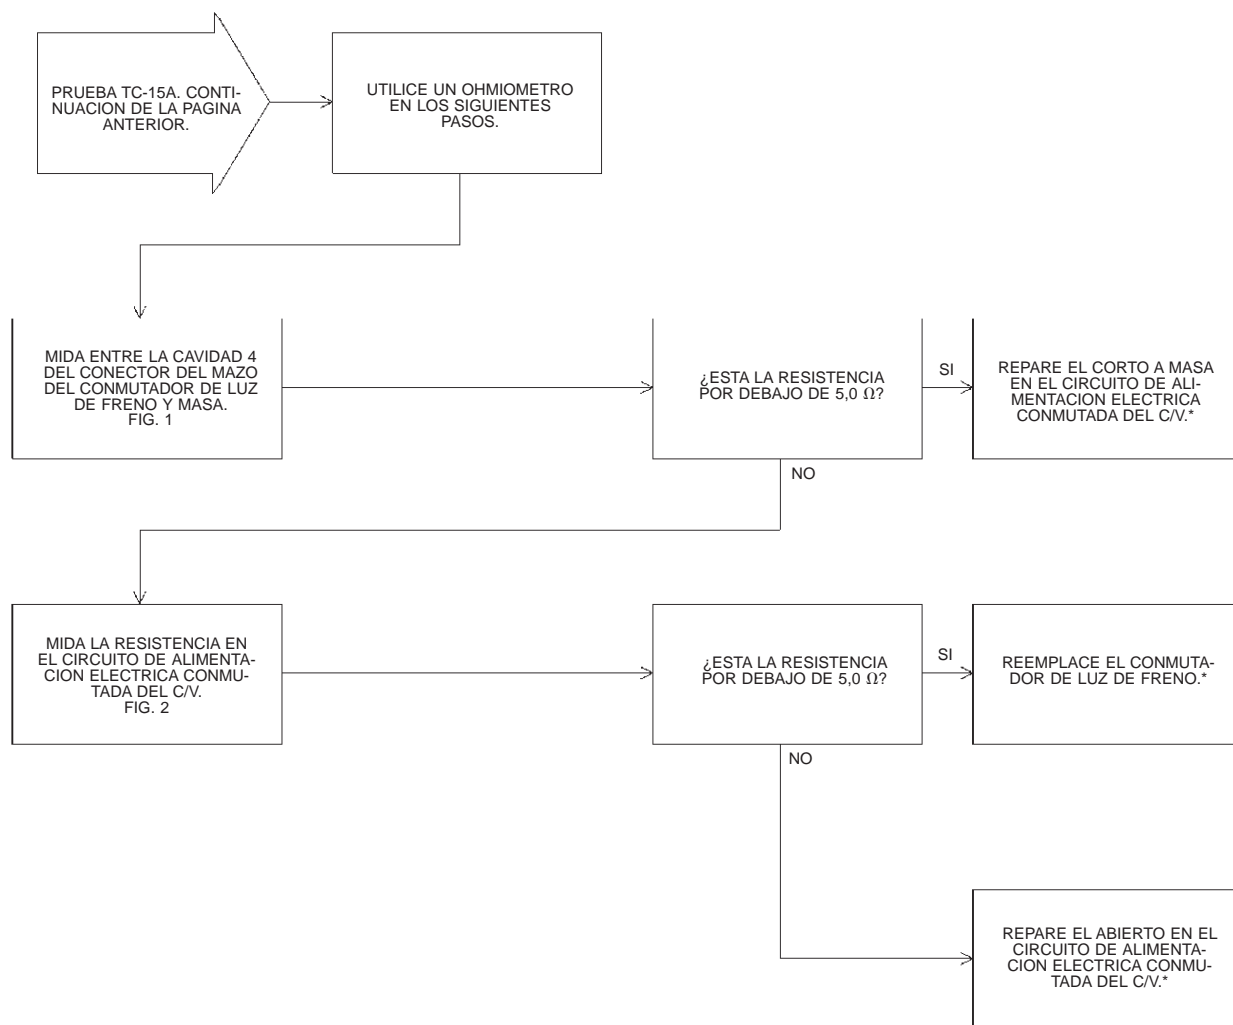 PRUEBA TC-15A. CONTI-
NUACION DE LA PAGINA
ANTERIOR.
UTILICE UN OHMIOMETRO
EN LOS SIGUIENTES
PASOS.
MIDA ENTRE LA CAVIDAD 4
DEL CONECTOR DEL MAZO
DEL CONMUTADOR DE LUZ
DE FRENO Y MASA.
FIG. 1
¿ESTA LA RESISTENCIA
POR DEBAJO DE 5,0 Ω?
SI
REPARE EL CORTO A MASA
EN EL CIRCUITO DE ALI-
MENTACION ELECTRICA
CONMUTADA DEL C/V.*
NO
MIDA LA RESISTENCIA EN
EL CIRCUITO DE ALIMENTA-
CION ELECTRICA CONMU-
TADA DEL C/V.
FIG. 2
¿ESTA LA RESISTENCIA
POR DEBAJO DE 5,0 Ω?
SI
REEMPLACE EL CONMUTA-
DOR DE LUZ DE FRENO.*
NO
REPARE EL ABIERTO EN EL
CIRCUITO DE ALIMENTA-
CION ELECTRICA CONMU-
TADA DEL C/V.*